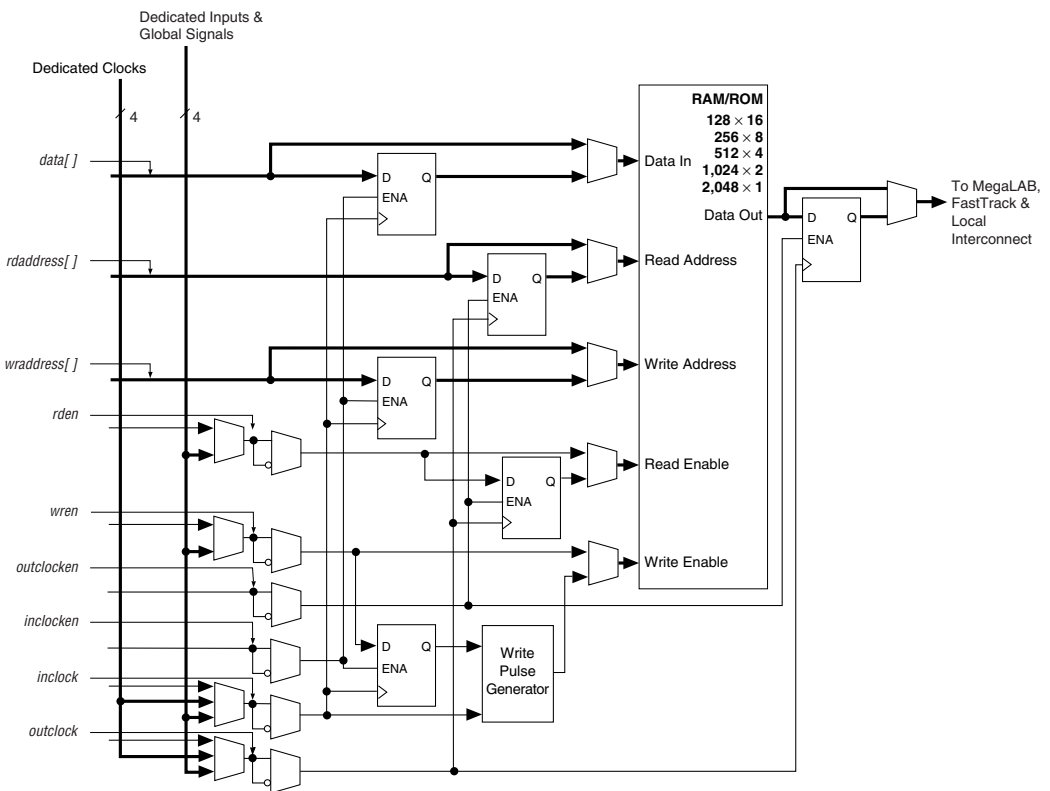 Dedicated Inputs &
Global Signals
Dedicated Clocks
4
4
RAM/ROM
128 × 16
256 × 8
512 × 4
1,024 × 2
2,048 × 1
data[ ]
D Q
ENA
Data In
Data Out
D Q
ENA
To MegaLAB,
FastTrack &
Local
Interconnect
rdaddress[ ]
D Q
ENA
Read Address
wraddress[ ]
D Q
ENA
Write Address
rden
D Q
ENA
Read Enable
wren
Write Enable
outclocken
inclocken
D Q
ENA
Write
Pulse
Generator
inclock
outclock